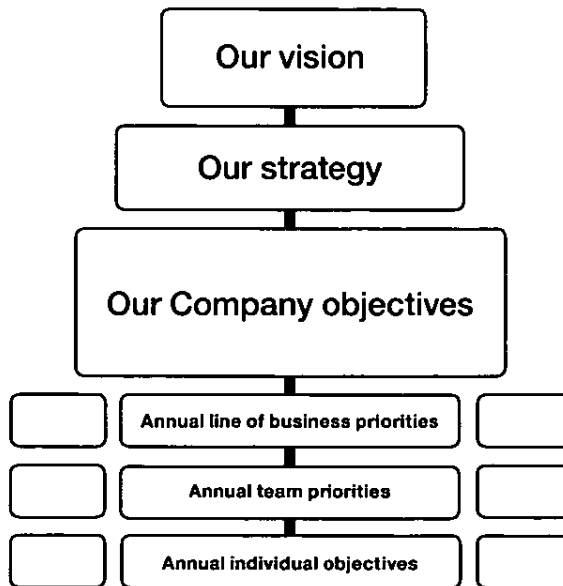 Our vision
Our strategy
Our Company objectives
Annual line of business priorities
Annual team priorities
Annual individual objectives